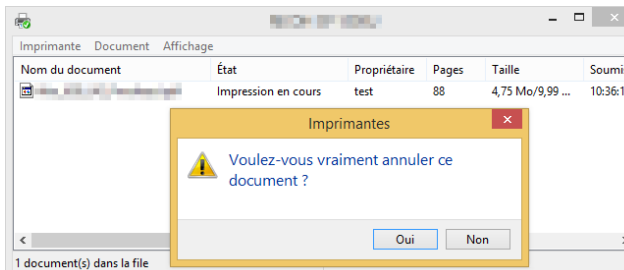 Imprimante Document Affichage
Nom du document État Propriétaire Pages Taille Soumi
Impression en cours test 88 4,75 Mo/9,99 ... 10:36:1
Imprimantes
Voulez-vous vraiment annuler ce
document ?
Oui Non
1 document(s) dans la file